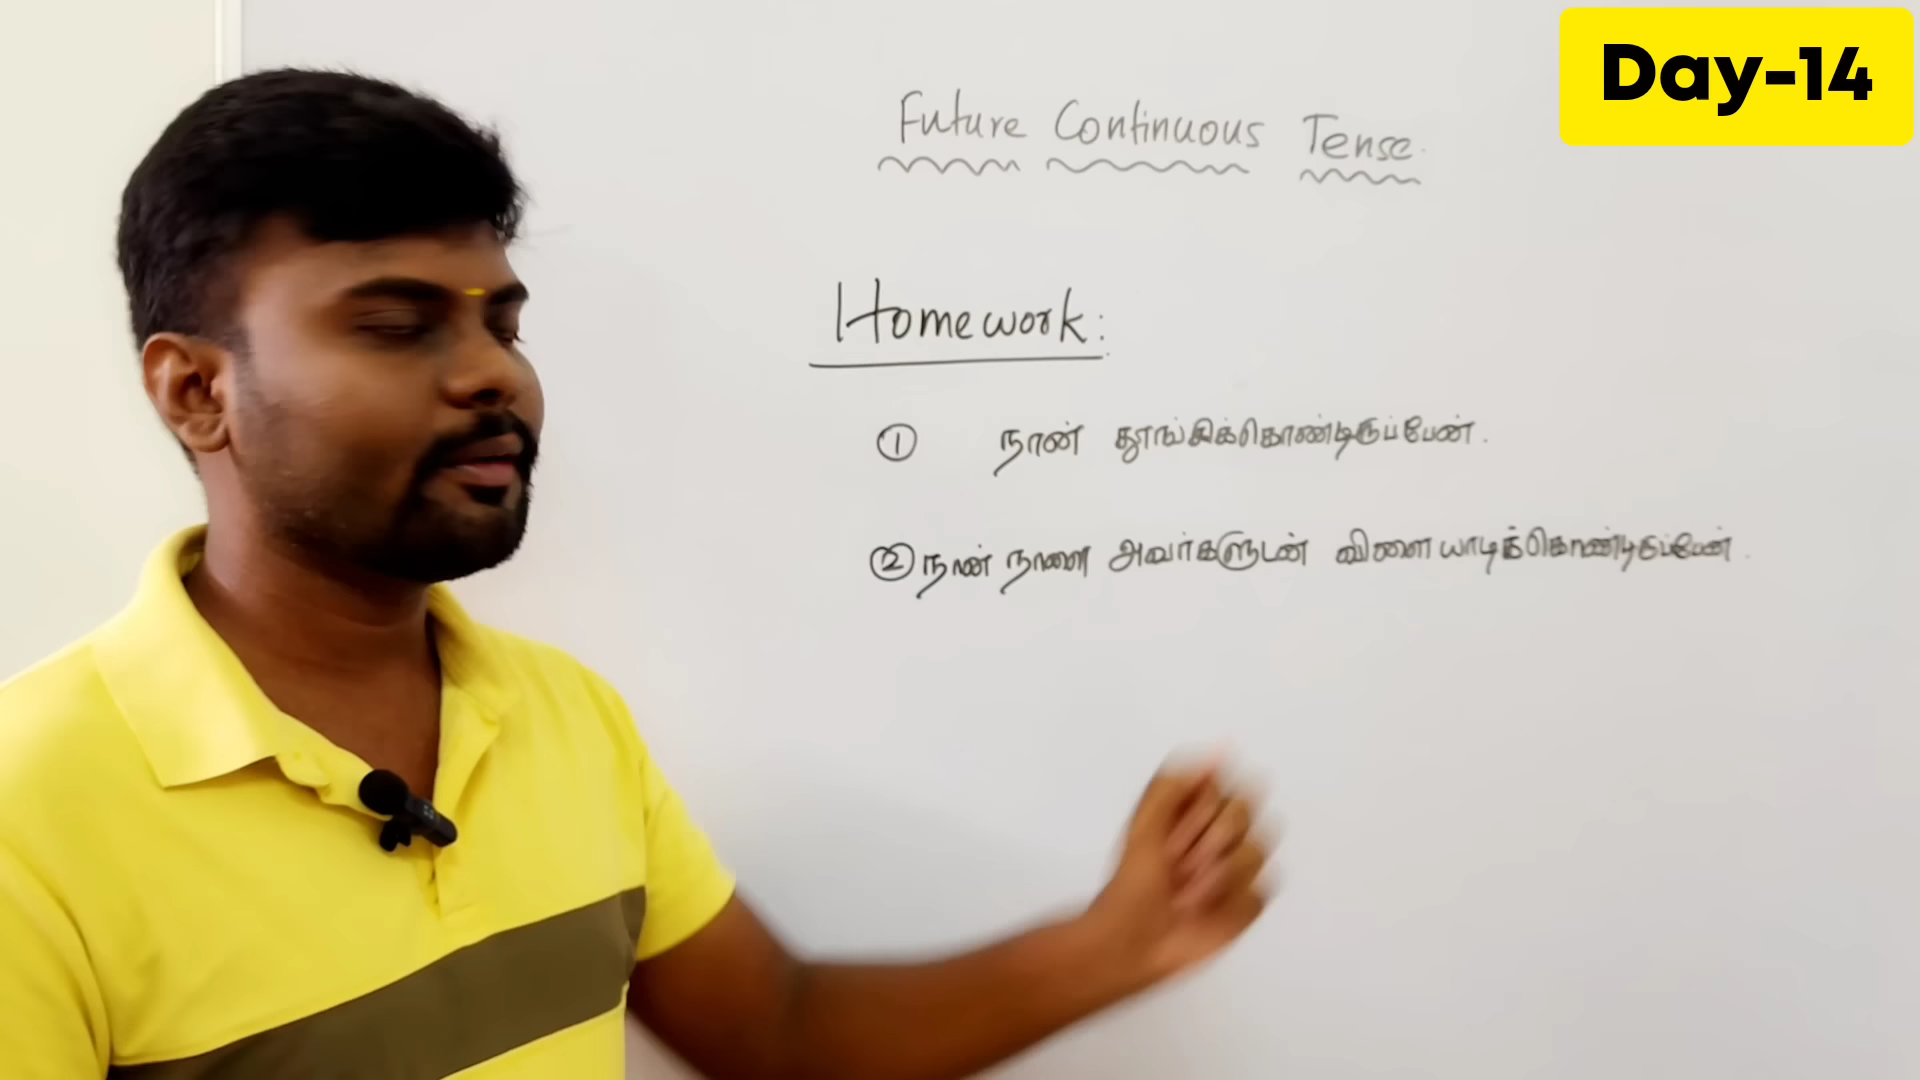 Day-14
Future Continuous Tense.
Homework:
① நான் தூங்கிக்கொண்டிருப்பேன்.
② நான் நாளை அவர்களுடன் விளையாடிக்கொண்டிருப்பேன்.